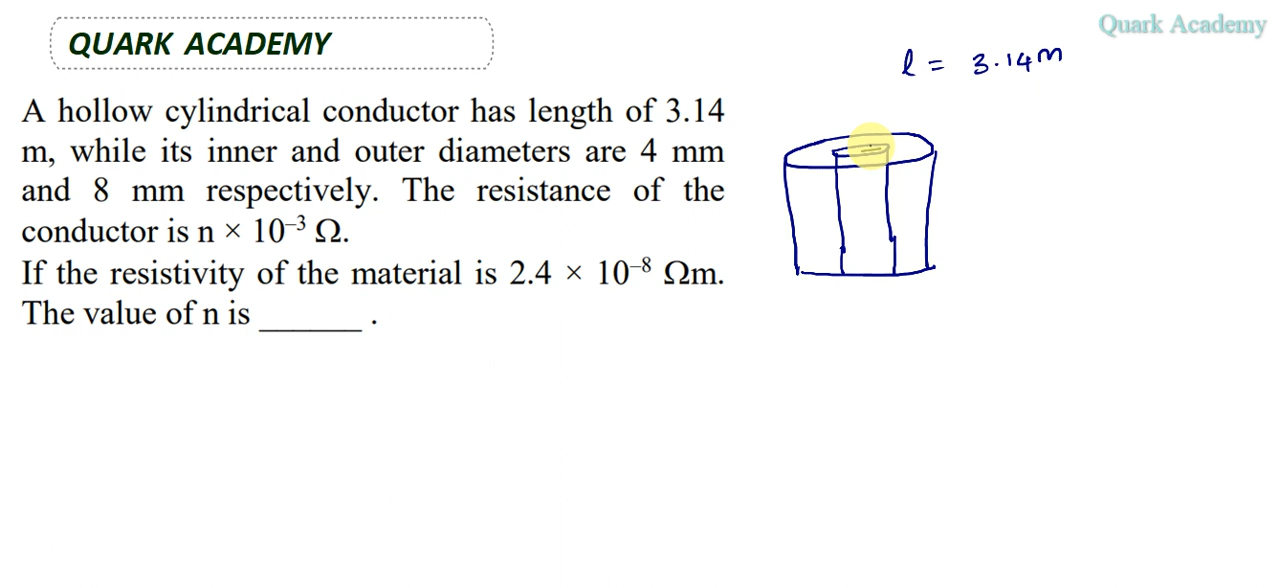 Quark Academy
QUARK ACADEMY
l = 3.14m
A hollow cylindrical conductor has length of 3.14
m, while its inner and outer diameters are 4 mm
and 8 mm respectively. The resistance of the
conductor is n × 10⁻³ Ω.
If the resistivity of the material is 2.4 × 10⁻⁸ Ωm.
The value of n is ______ .